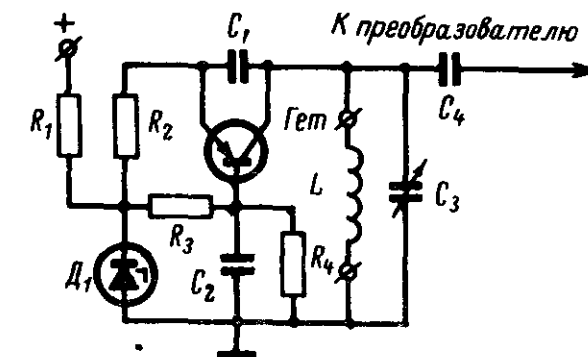 +
C₁
К преобразователю
R₁
R₂
Гет
C₄
L
C₃
R₃
Д₁
C₂
R₄